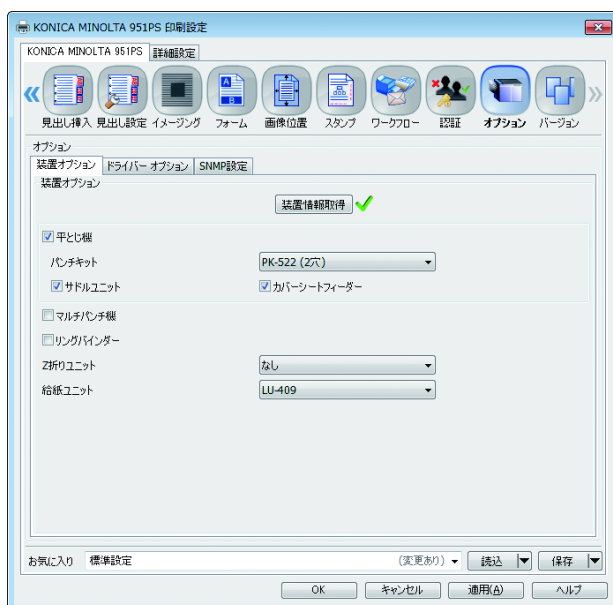 KONICA MINOLTA 951PS 印刷設定
KONICA MINOLTA 951PS 詳細設定
見出し挿入 見出し設定 イメージング フォーム 画像位置 スタンプ ワークフロー 認証 オプション バージョン
オプション
装置オプション ドライバー オプション SNMP設定
装置オプション
装置情報取得
平とじ機
パンチキット PK-522 (2穴)
サドルユニット カバーシートフィーダー
マルチパンチ機
リングバインダー
Z折りユニット なし
給紙ユニット LU-409
お気に入り 標準設定 (変更あり) 読込 保存
OK キャンセル 適用(A) ヘルプ